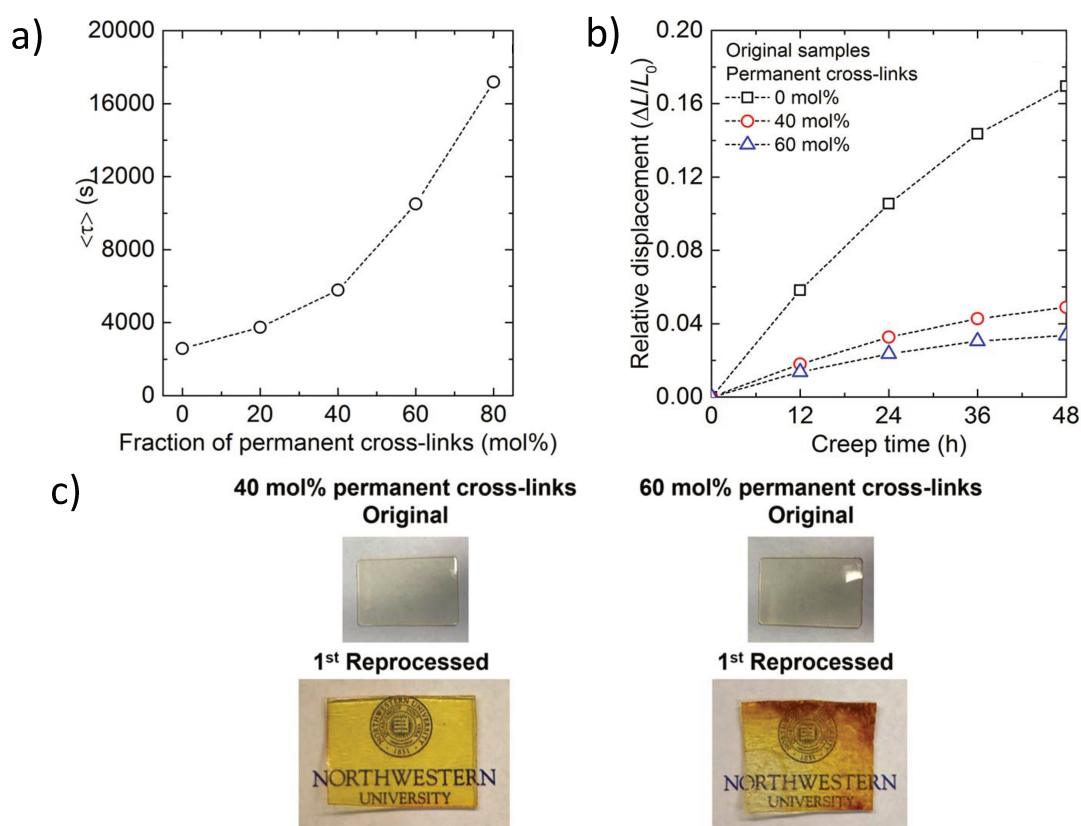 a)
20000
16000
12000
8000
4000
0
<τ> (s)
0 20 40 60 80
Fraction of permanent cross-links (mol%)
b)
0.20
0.16
0.12
0.08
0.04
0.00
Relative displacement (ΔL/L₀)
Original samples
Permanent cross-links
0 mol%
40 mol%
60 mol%
0 12 24 36 48
Creep time (h)
c)
40 mol% permanent cross-links
Original
1st Reprocessed
NORTHWESTERN UNIVERSITY
1851
NORTHWESTERN
UNIVERSITY
60 mol% permanent cross-links
Original
1st Reprocessed
NORTHWESTERN
UNIVERSITY